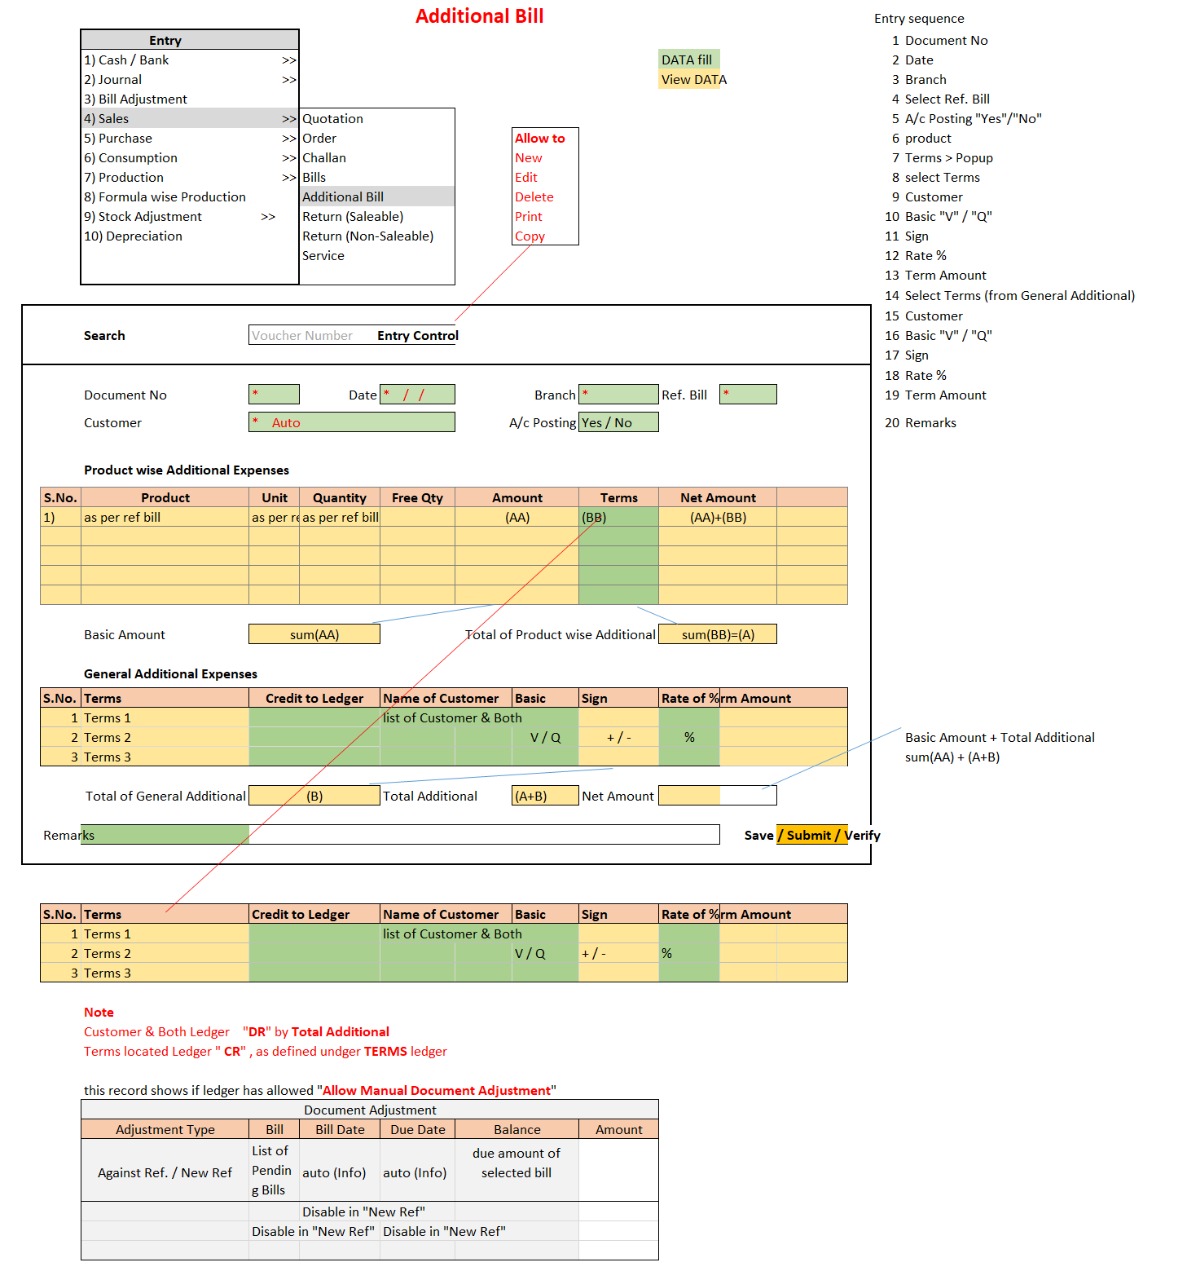 Additional Bill
Entry
1) Cash / Bank >>
2) Journal >>
3) Bill Adjustment
4) Sales >> Quotation
5) Purchase >> Order
6) Consumption >> Challan
7) Production >> Bills
8) Formula wise Production Additional Bill
9) Stock Adjustment >> Return (Saleable)
10) Depreciation Return (Non-Saleable)
Service
DATA fill
View DATA
Allow to
New
Edit
Delete
Print
Copy
Entry sequence
1 Document No
2 Date
3 Branch
4 Select Ref. Bill
5 A/c Posting "Yes"/"No"
6 product
7 Terms > Popup
8 select Terms
9 Customer
10 Basic "V" / "Q"
11 Sign
12 Rate %
13 Term Amount
14 Select Terms (from General Additional)
15 Customer
16 Basic "V" / "Q"
17 Sign
18 Rate %
19 Term Amount
20 Remarks
Search Voucher Number Entry Control
Document No * Date * / / Branch * Ref. Bill *
Customer * Auto A/c Posting Yes / No
Product wise Additional Expenses
S.No. Product Unit Quantity Free Qty Amount Terms Net Amount
1) as per ref bill as per re as per ref bill (AA) (BB) (AA)+(BB)
Basic Amount sum(AA) Total of Product wise Additional sum(BB)=(A)
General Additional Expenses
S.No. Terms Credit to Ledger Name of Customer Basic Sign Rate of % rm Amount
1 Terms 1 list of Customer & Both
2 Terms 2 V / Q + / - %
3 Terms 3
Basic Amount + Total Additional
sum(AA) + (A+B)
Total of General Additional (B) Total Additional (A+B) Net Amount
Remarks Save / Submit / Verify
S.No. Terms Credit to Ledger Name of Customer Basic Sign Rate of % rm Amount
1 Terms 1 list of Customer & Both
2 Terms 2 V / Q + / - %
3 Terms 3
Note
Customer & Both Ledger "DR" by Total Additional
Terms located Ledger " CR" , as defined undger TERMS ledger
this record shows if ledger has allowed "Allow Manual Document Adjustment"
Document Adjustment
Adjustment Type Bill Bill Date Due Date Balance Amount
Against Ref. / New Ref List of Pendin g Bills auto (Info) auto (Info) due amount of selected bill
Disable in "New Ref"
Disable in "New Ref" Disable in "New Ref"